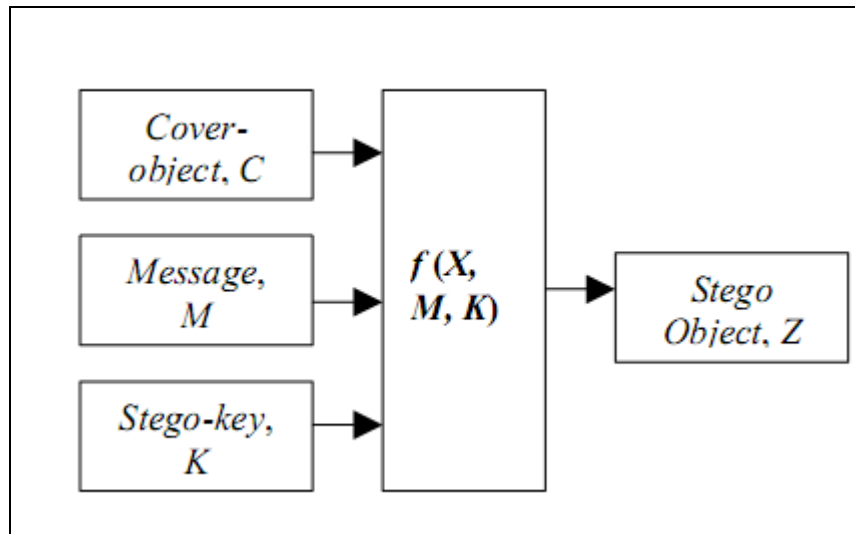 Cover-
object, C
Message,
M
Stego-key,
K
f (X,
M, K)
Stego
Object, Z